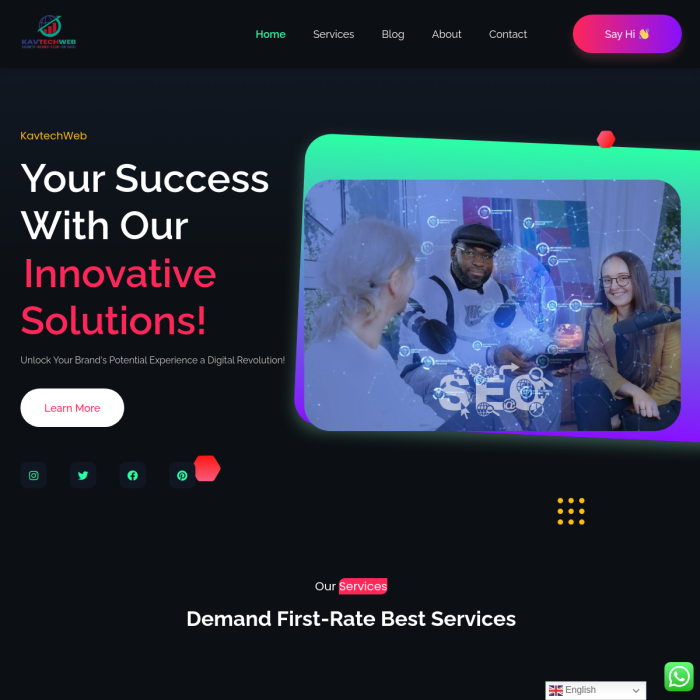 KAVTECHWEB
Home
Services
Blog
About
Contact
Say Hi 👋
KavtechWeb
Your Success
With Our
Innovative
Solutions!
Unlock Your Brand's Potential Experience a Digital Revolution!
SEO
Learn More
Our Services
Demand First-Rate Best Services
English